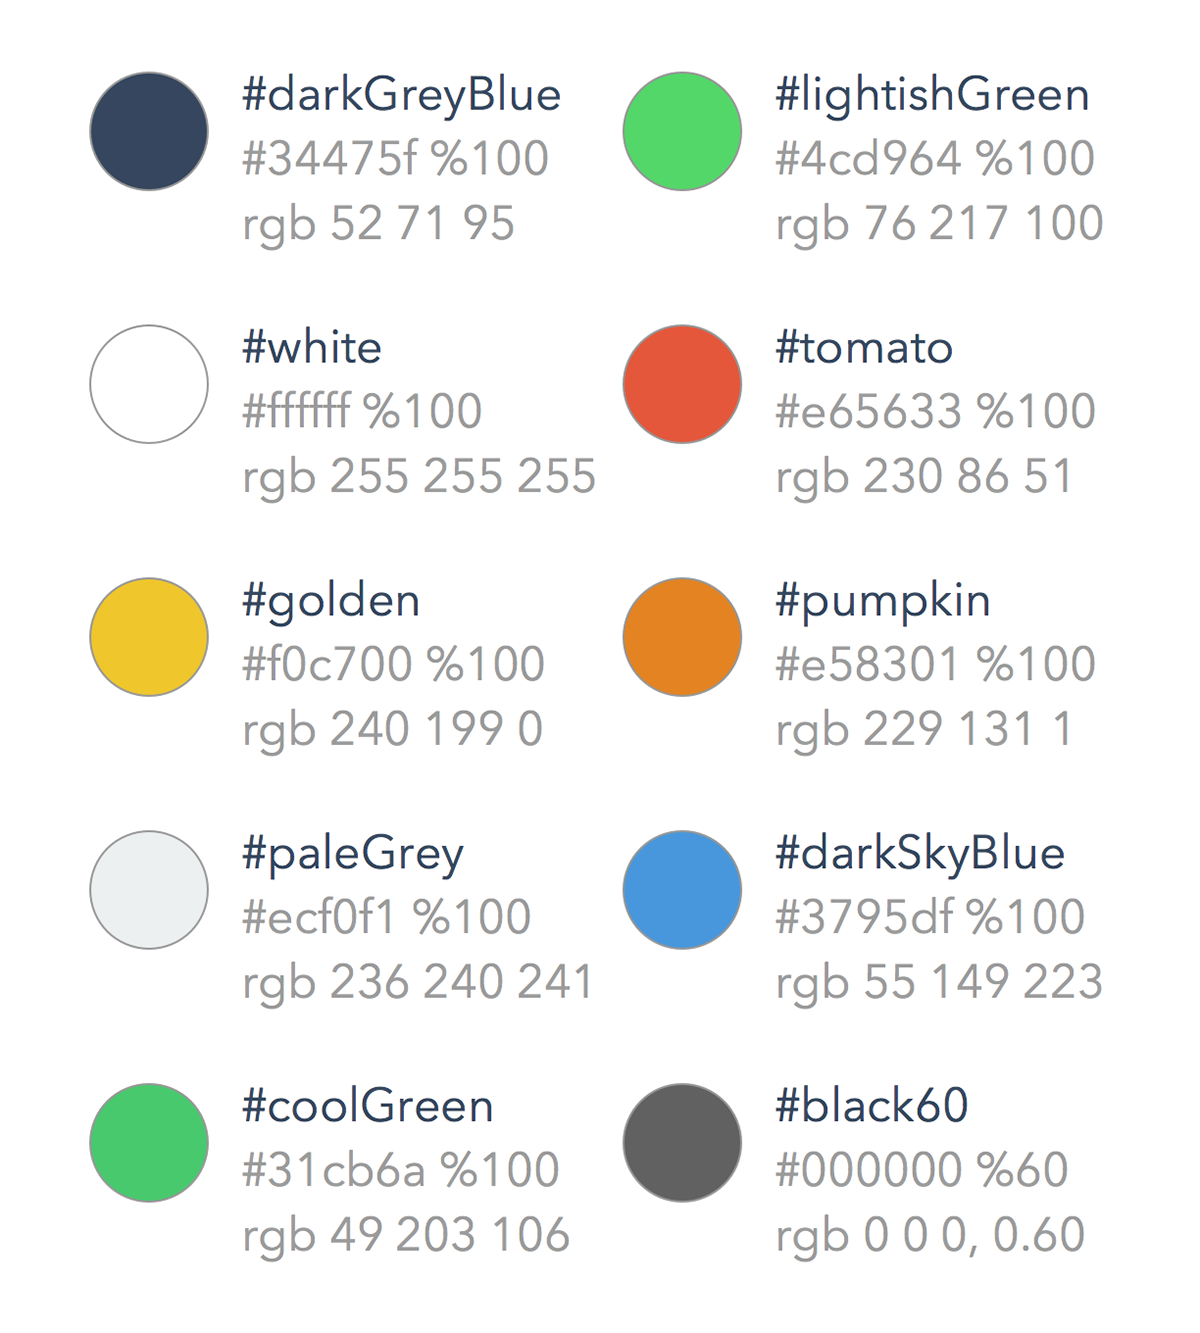 #darkGreyBlue
#34475f %100
rgb 52 71 95
#lightishGreen
#4cd964 %100
rgb 76 217 100
#white
#ffffff %100
rgb 255 255 255
#tomato
#e65633 %100
rgb 230 86 51
#golden
#f0c700 %100
rgb 240 199 0
#pumpkin
#e58301 %100
rgb 229 131 1
#paleGrey
#ecf0f1 %100
rgb 236 240 241
#darkSkyBlue
#3795df %100
rgb 55 149 223
#coolGreen
#31cb6a %100
rgb 49 203 106
#black60
#000000 %60
rgb 0 0 0, 0.60